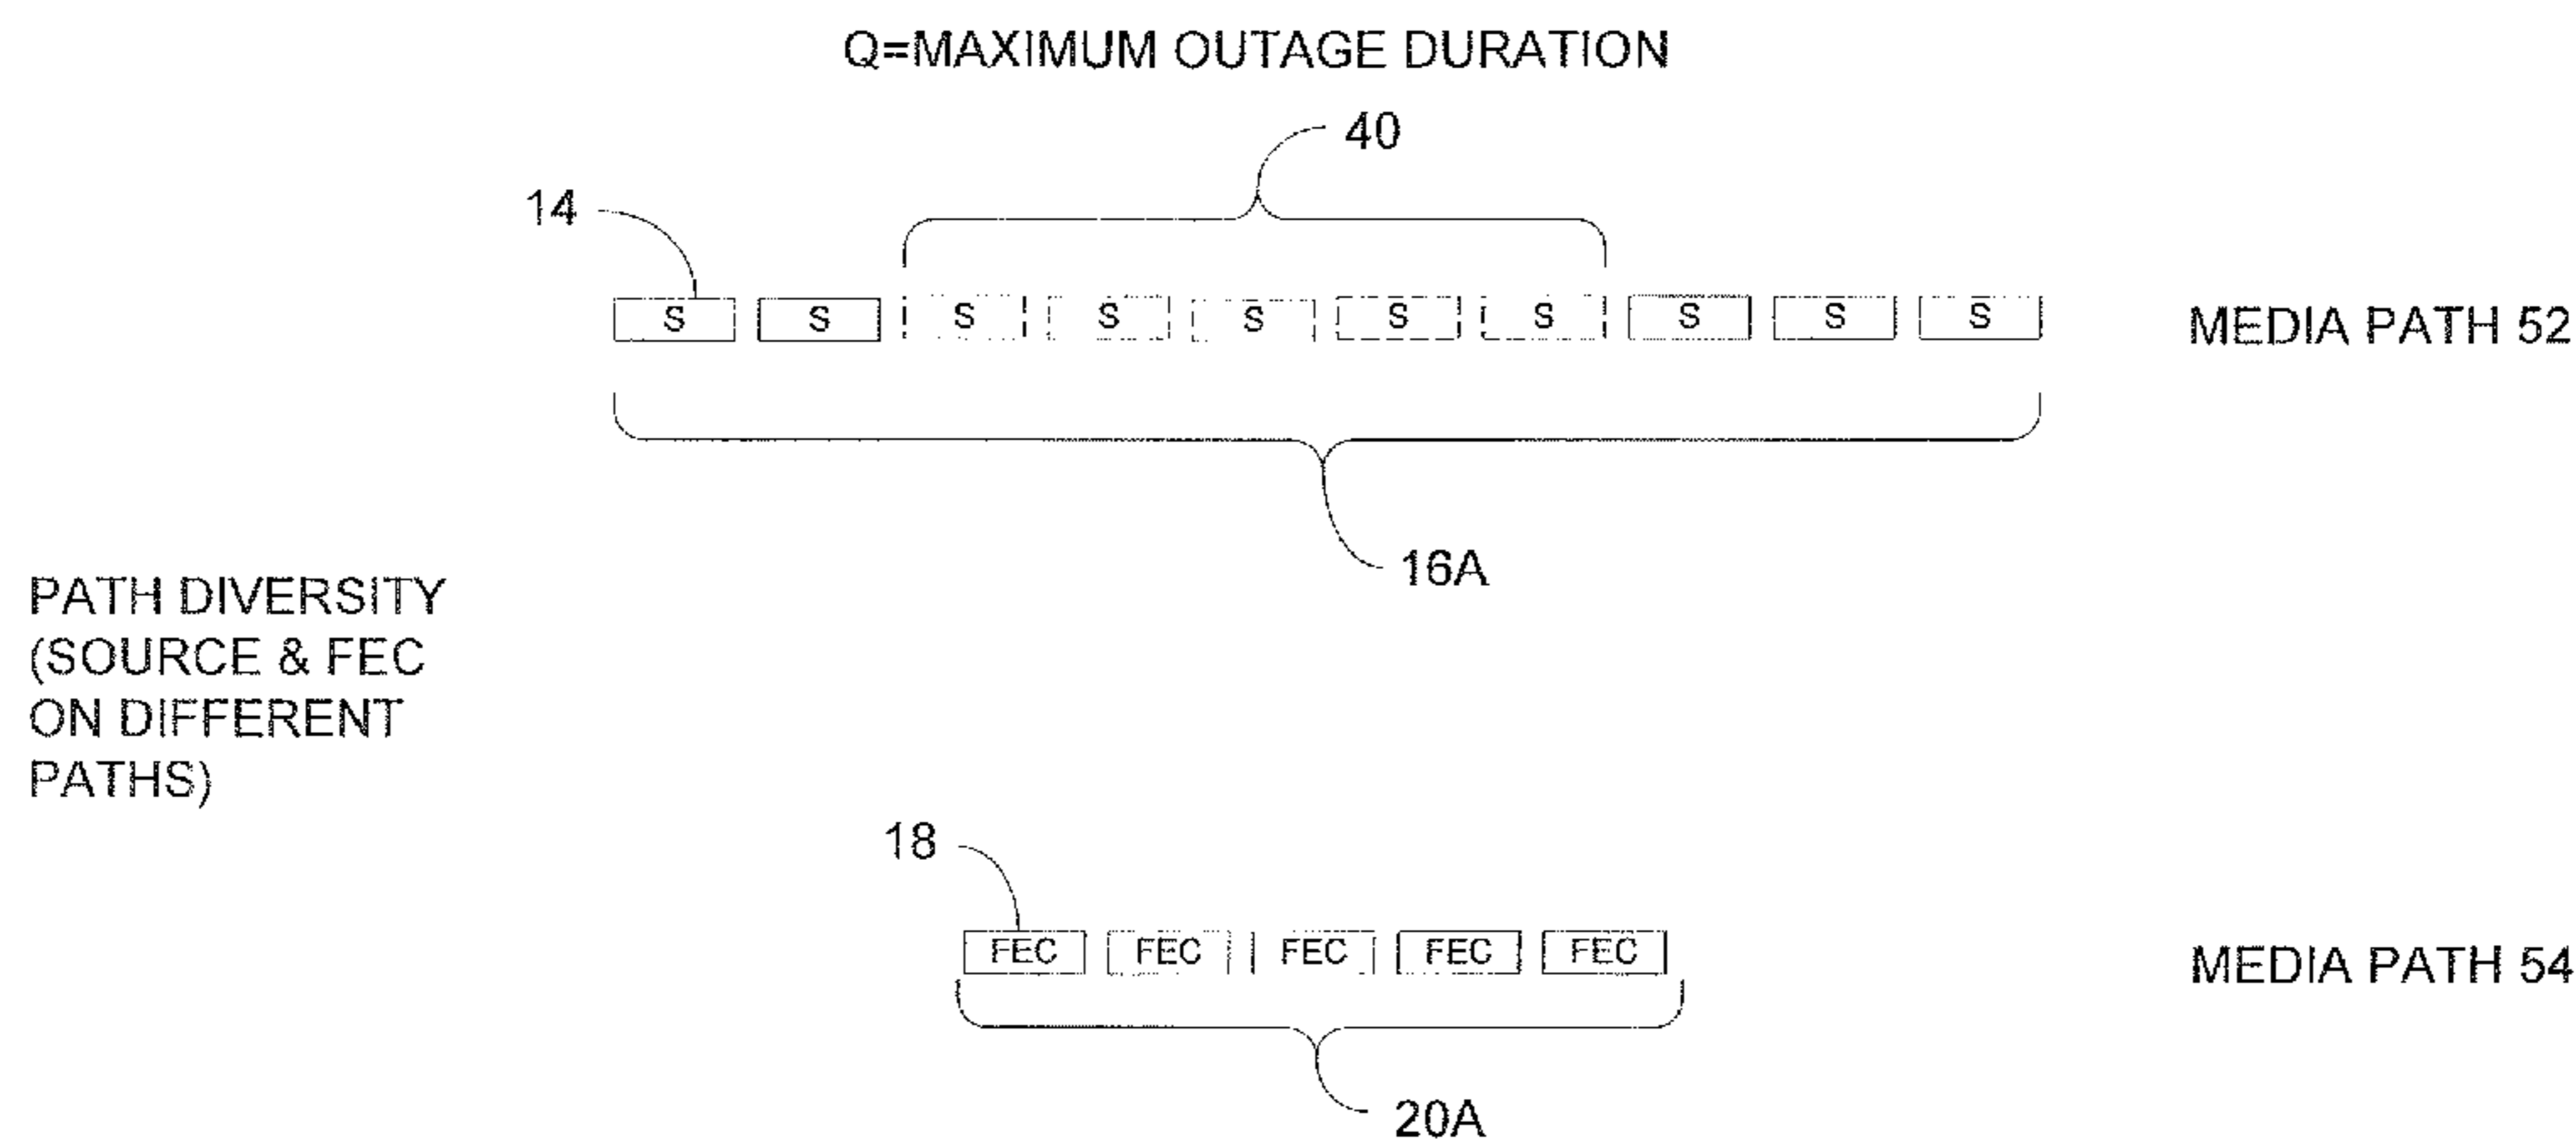 Q=MAXIMUM OUTAGE DURATION
40
14
S S S S S S S S S S
MEDIA PATH 52
16A
PATH DIVERSITY
(SOURCE & FEC
ON DIFFERENT
PATHS)
18
FEC FEC FEC FEC FEC
MEDIA PATH 54
20A